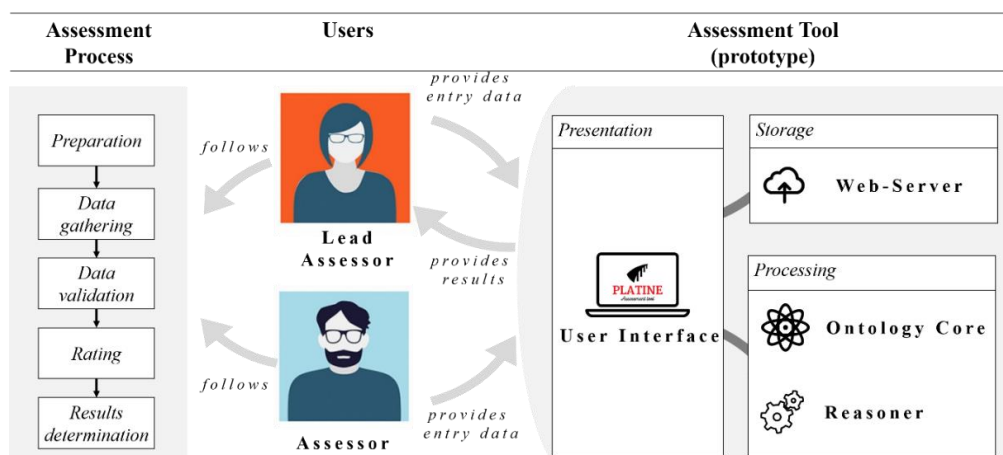 Assessment
Process
Users
Assessment Tool
(prototype)
Preparation
Data
gathering
Data
validation
Rating
Results
determination
follows
follows
provides
entry data
Lead
Assessor
provides
results
Assessor
provides
entry data
Presentation
PLATINE
Assessment tool
User Interface
Storage
Web-Server
Processing
Ontology Core
Reasoner